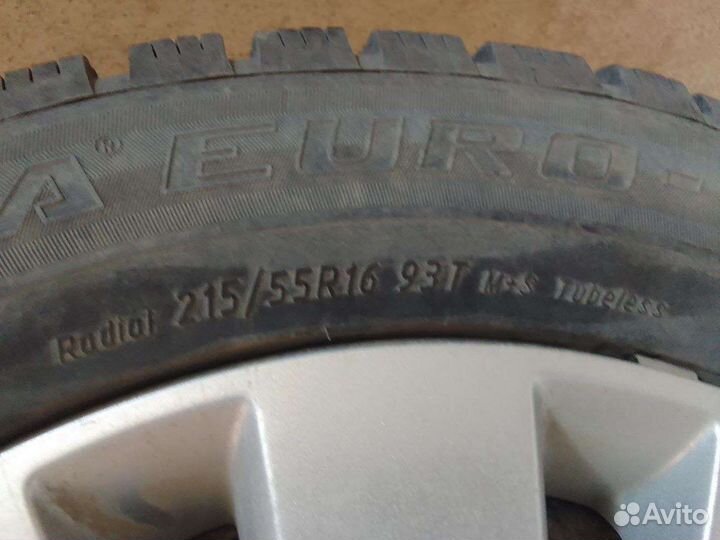 A® EURO-
Radial 215/55R16 93T M+S Tubeless
Avito